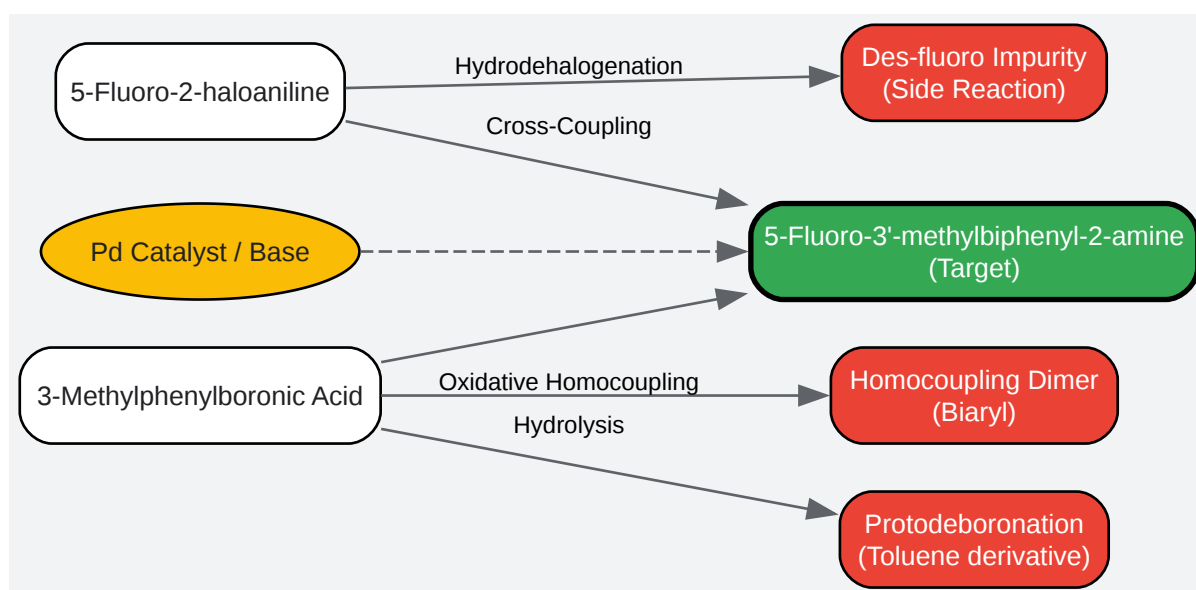 5-Fluoro-2-haloaniline
Hydrodehalogenation
Des-fluoro Impurity
(Side Reaction)
Cross-Coupling
Pd Catalyst / Base
5-Fluoro-3'-methylbiphenyl-2-amine
(Target)
3-Methylphenylboronic Acid
Oxidative Homocoupling
Homocoupling Dimer
(Biaryl)
Hydrolysis
Protodeboronation
(Toluene derivative)